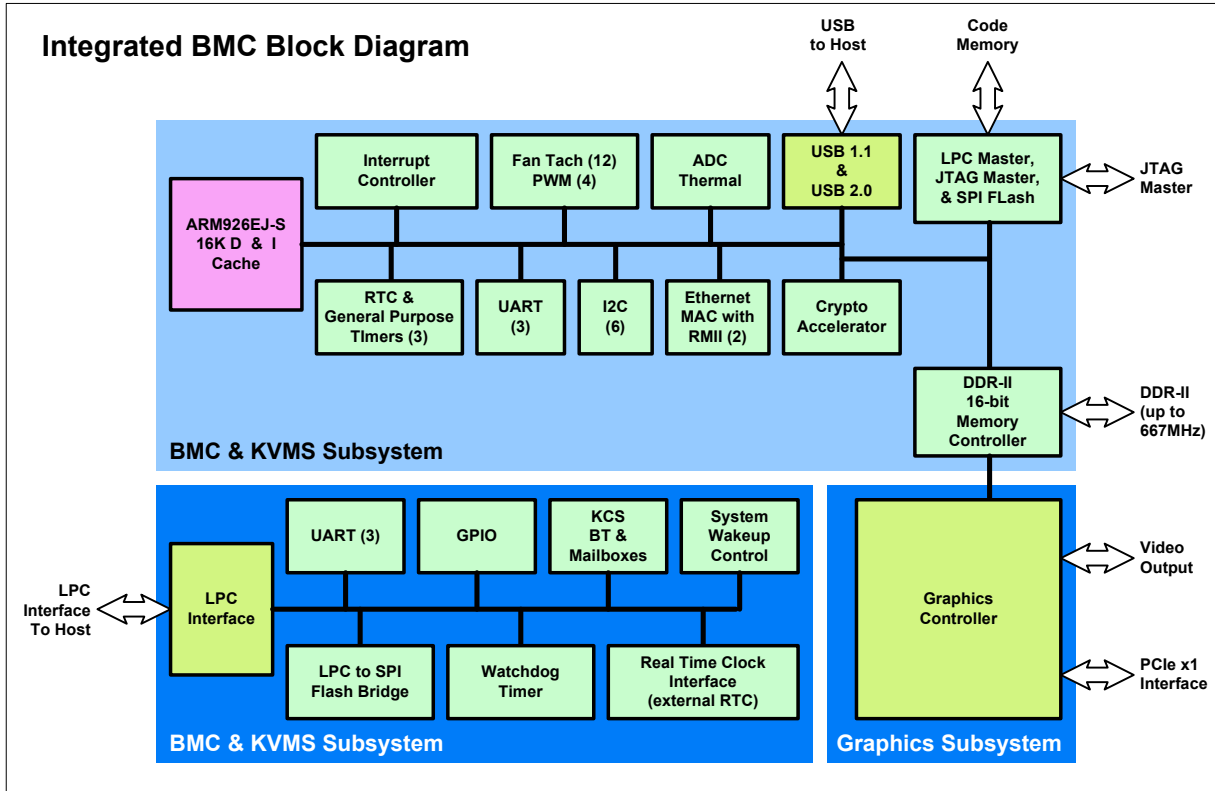 Integrated BMC Block Diagram
USB
to Host
Code
Memory
Interrupt
Controller
Fan Tach (12)
PWM (4)
ADC
Thermal
USB 1.1
&
USB 2.0
LPC Master,
JTAG Master,
& SPI FLash
JTAG
Master
ARM926EJ-S
16K D & I
Cache
RTC &
General Purpose
TImers (3)
UART
(3)
I2C
(6)
Ethernet
MAC with
RMII (2)
Crypto
Accelerator
DDR-II
16-bit
Memory
Controller
DDR-II
(up to
667MHz)
BMC & KVMS Subsystem
UART (3)
GPIO
KCS
BT &
Mailboxes
System
Wakeup
Control
LPC
Interface
To Host
LPC
Interface
LPC to SPI
Flash Bridge
Watchdog
Timer
Real Time Clock
Interface
(external RTC)
BMC & KVMS Subsystem
Graphics
Controller
Video
Output
PCIe x1
Interface
Graphics Subsystem